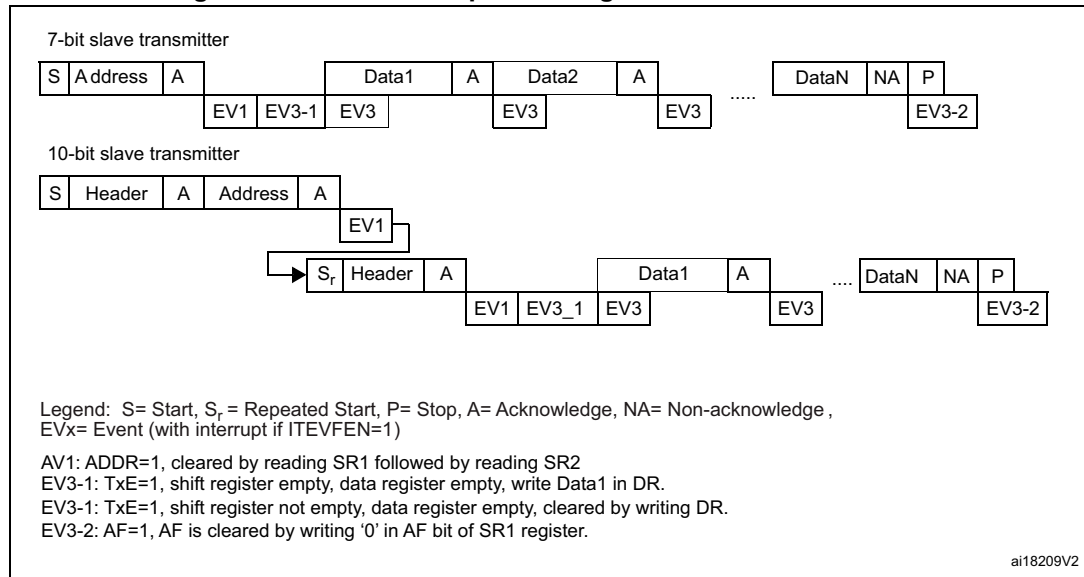 7-bit slave transmitter
S Address A Data1 A Data2 A ..... DataN NA P
EV1 EV3-1 EV3 EV3 EV3 EV3-2
10-bit slave transmitter
S Header A Address A
EV1
Sr Header A Data1 A .... DataN NA P
EV1 EV3_1 EV3 EV3 EV3-2
Legend: S= Start, Sr = Repeated Start, P= Stop, A= Acknowledge, NA= Non-acknowledge ,
EVx= Event (with interrupt if ITEVFEN=1)
AV1: ADDR=1, cleared by reading SR1 followed by reading SR2
EV3-1: TxE=1, shift register empty, data register empty, write Data1 in DR.
EV3-1: TxE=1, shift register not empty, data register empty, cleared by writing DR.
EV3-2: AF=1, AF is cleared by writing ‘0’ in AF bit of SR1 register.
ai18209V2